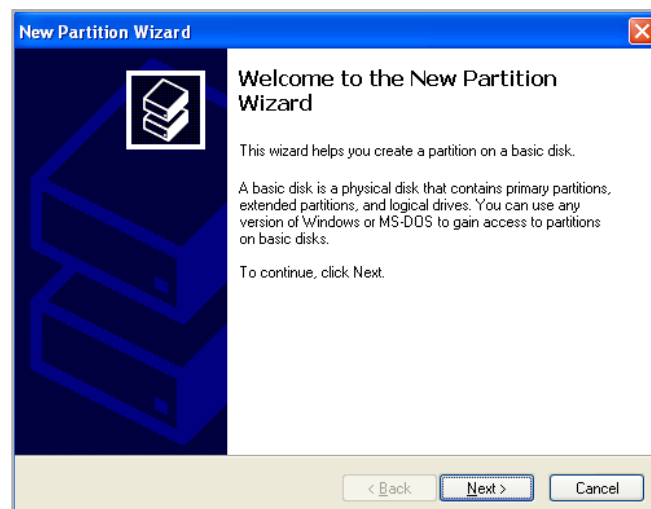 New Partition Wizard
Welcome to the New Partition
Wizard
This wizard helps you create a partition on a basic disk.
A basic disk is a physical disk that contains primary partitions,
extended partitions, and logical drives. You can use any
version of Windows or MS-DOS to gain access to partitions
on basic disks.
To continue, click Next.
< Back Next > Cancel